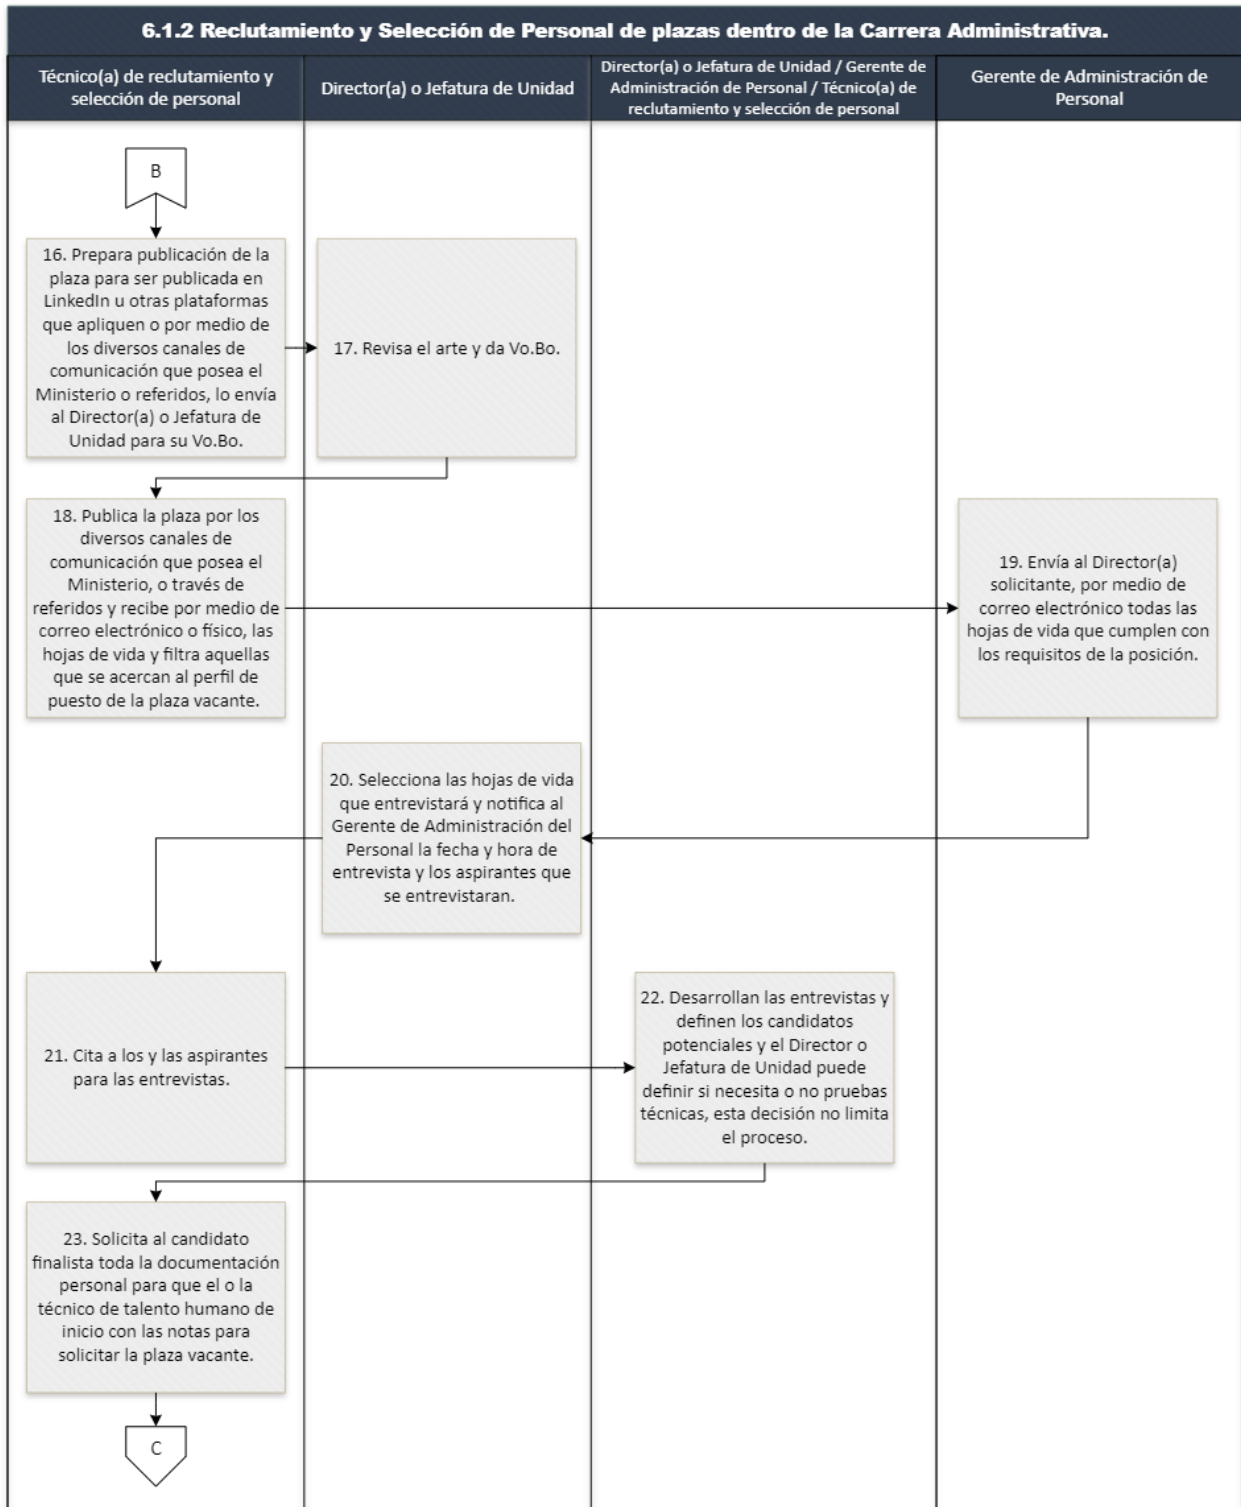 6.1.2 Reclutamiento y Selección de Personal de plazas dentro de la Carrera Administrativa.
Técnico(a) de reclutamiento y
selección de personal
Director(a) o Jefatura de Unidad
Director(a) o Jefatura de Unidad / Gerente de
Administración de Personal / Técnico(a) de
reclutamiento y selección de personal
Gerente de Administración de
Personal
B
16. Prepara publicación de la
plaza para ser publicada en
LinkedIn u otras plataformas
que apliquen o por medio de
los diversos canales de
comunicación que posea el
Ministerio o referidos, lo envía
al Director(a) o Jefatura de
Unidad para su Vo.Bo.
17. Revisa el arte y da Vo.Bo.
18. Publica la plaza por los
diversos canales de
comunicación que posea el
Ministerio, o través de
referidos y recibe por medio de
correo electrónico o físico, las
hojas de vida y filtra aquellas
que se acercan al perfil de
puesto de la plaza vacante.
19. Envía al Director(a)
solicitante, por medio de
correo electrónico todas las
hojas de vida que cumplen con
los requisitos de la posición.
20. Selecciona las hojas de vida
que entrevistará y notifica al
Gerente de Administración del
Personal la fecha y hora de
entrevista y los aspirantes que
se entrevistaran.
21. Cita a los y las aspirantes
para las entrevistas.
22. Desarrollan las entrevistas y
definen los candidatos
potenciales y el Director o
Jefatura de Unidad puede
definir si necesita o no pruebas
técnicas, esta decisión no limita
el proceso.
23. Solicita al candidato
finalista toda la documentación
personal para que el o la
técnico de talento humano de
inicio con las notas para
solicitar la plaza vacante.
C